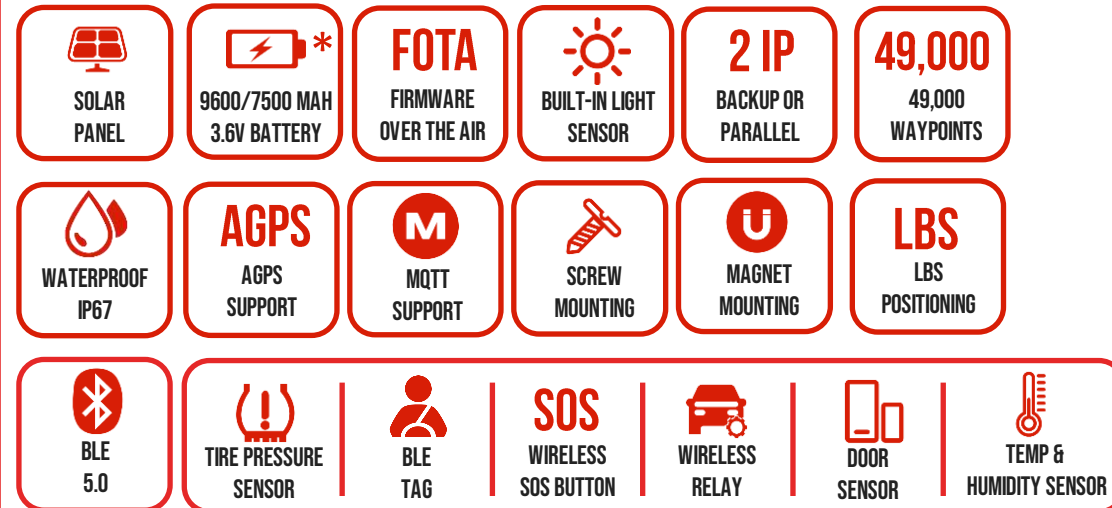 SOLAR
PANEL
*
9600/7500 MAH
3.6V BATTERY
FOTA
FIRMWARE
OVER THE AIR
BUILT-IN LIGHT
SENSOR
2 IP
BACKUP OR
PARALLEL
49,000
49,000
WAYPOINTS
WATERPROOF
IP67
AGPS
AGPS
SUPPORT
M
MQTT
SUPPORT
SCREW
MOUNTING
MAGNET
MOUNTING
LBS
LBS
POSITIONING
BLE
5.0
TIRE PRESSURE
SENSOR
BLE
TAG
SOS
WIRELESS
SOS BUTTON
WIRELESS
RELAY
DOOR
SENSOR
TEMP &
HUMIDITY SENSOR